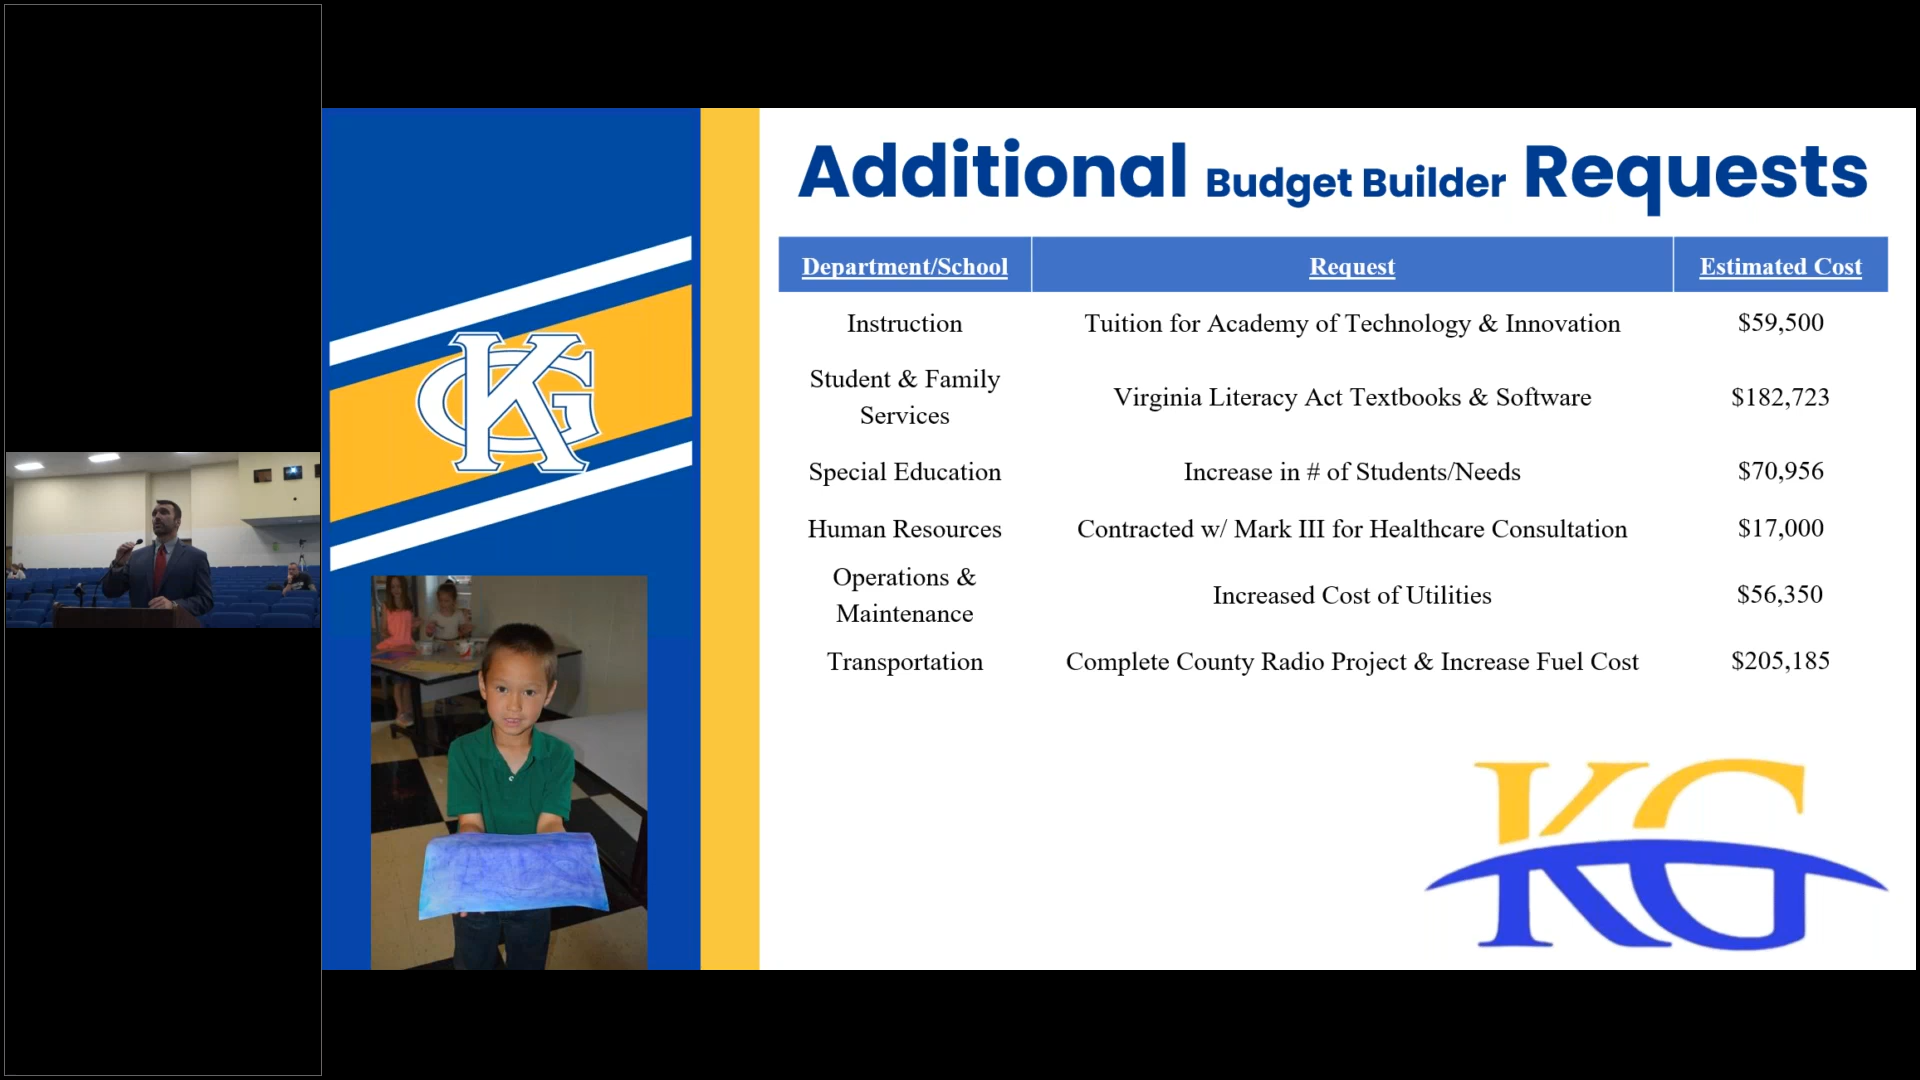 Additional Budget Builder Requests
Department/School Request Estimated Cost
Instruction Tuition for Academy of Technology & Innovation $59,500
Student & Family
Services
Virginia Literacy Act Textbooks & Software $182,723
Special Education Increase in # of Students/Needs $70,956
Human Resources Contracted w/ Mark III for Healthcare Consultation $17,000
Operations &
Maintenance
Increased Cost of Utilities $56,350
Transportation Complete County Radio Project & Increase Fuel Cost $205,185
KG
KG